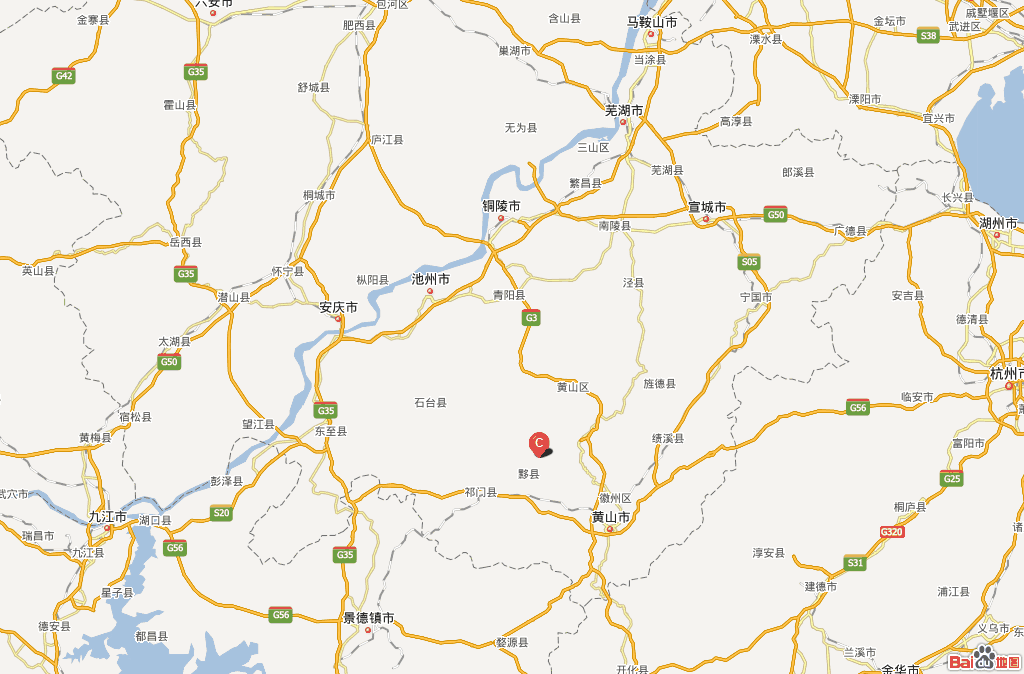 六安市
包河区
金寨县
肥西县
含山县
马鞍山市
金坛市
戚墅堰区
武进区
溧水县
S38
巢湖市
当涂县
G42
G35
舒城县
霍山县
溧阳市
芜湖市
宜兴市
高淳县
无为县
庐江县
三山区
芜湖县
郎溪县
繁昌县
桐城市
长兴县
铜陵市
宣城市
G50
湖州市
南陵县
广德县
岳西县
S05
英山县
G35
怀宁县
枞阳县
池州市
泾县
潜山县
青阳县
宁国市
安吉县
安庆市
G3
德清县
太湖县
G50
杭州市
黄山区
旌德县
临安市
石台县
G56
宿松县
G35
望江县
东至县
黄梅县
C
绩溪县
富阳市
黟县
G25
彭泽县
武穴市
祁门县
徽州区
桐庐县
九江市
湖口县
S20
黄山市
G320
诸
瑞昌市
九江县
G56
G35
淳安县
S31
建德市
星子县
浦江县
G56
景德镇市
德安县
都昌县
婺源县
义乌市
东
兰溪市
开化县
金华市
Bai du 地图